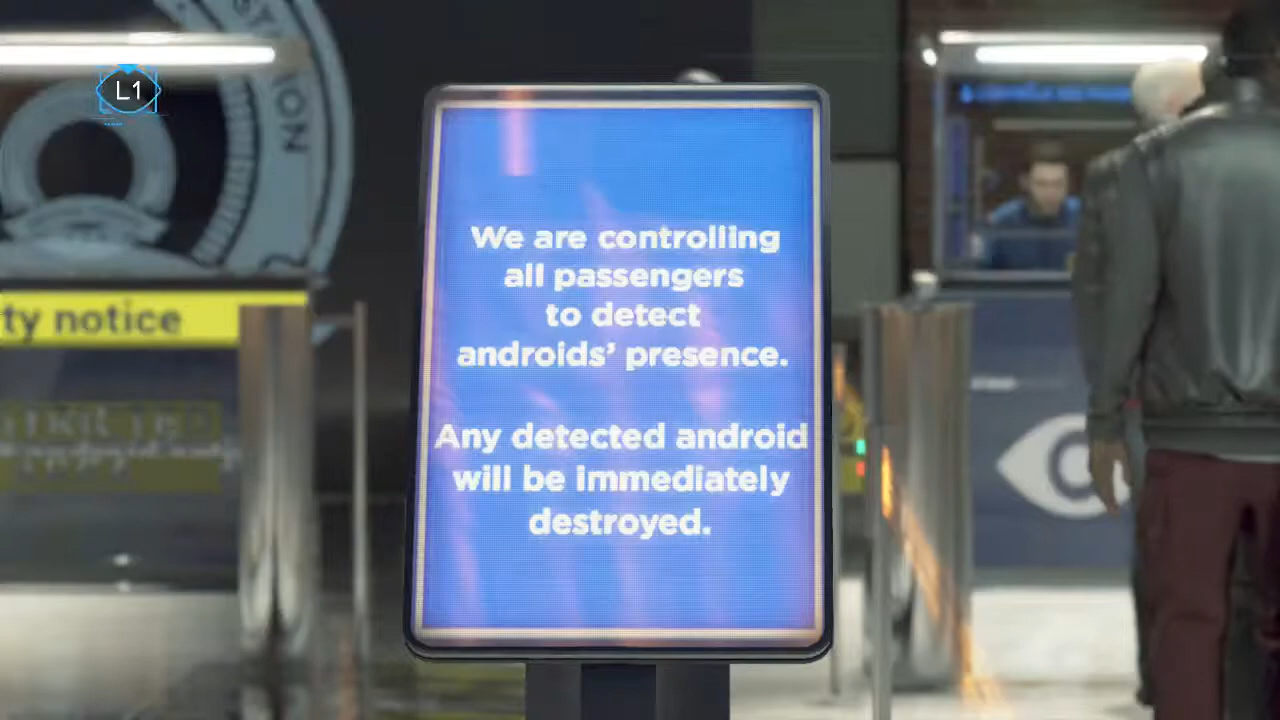 L1
STATION
ty notice
We are controlling
all passengers
to detect
androids’ presence.
Any detected android
will be immediately
destroyed.